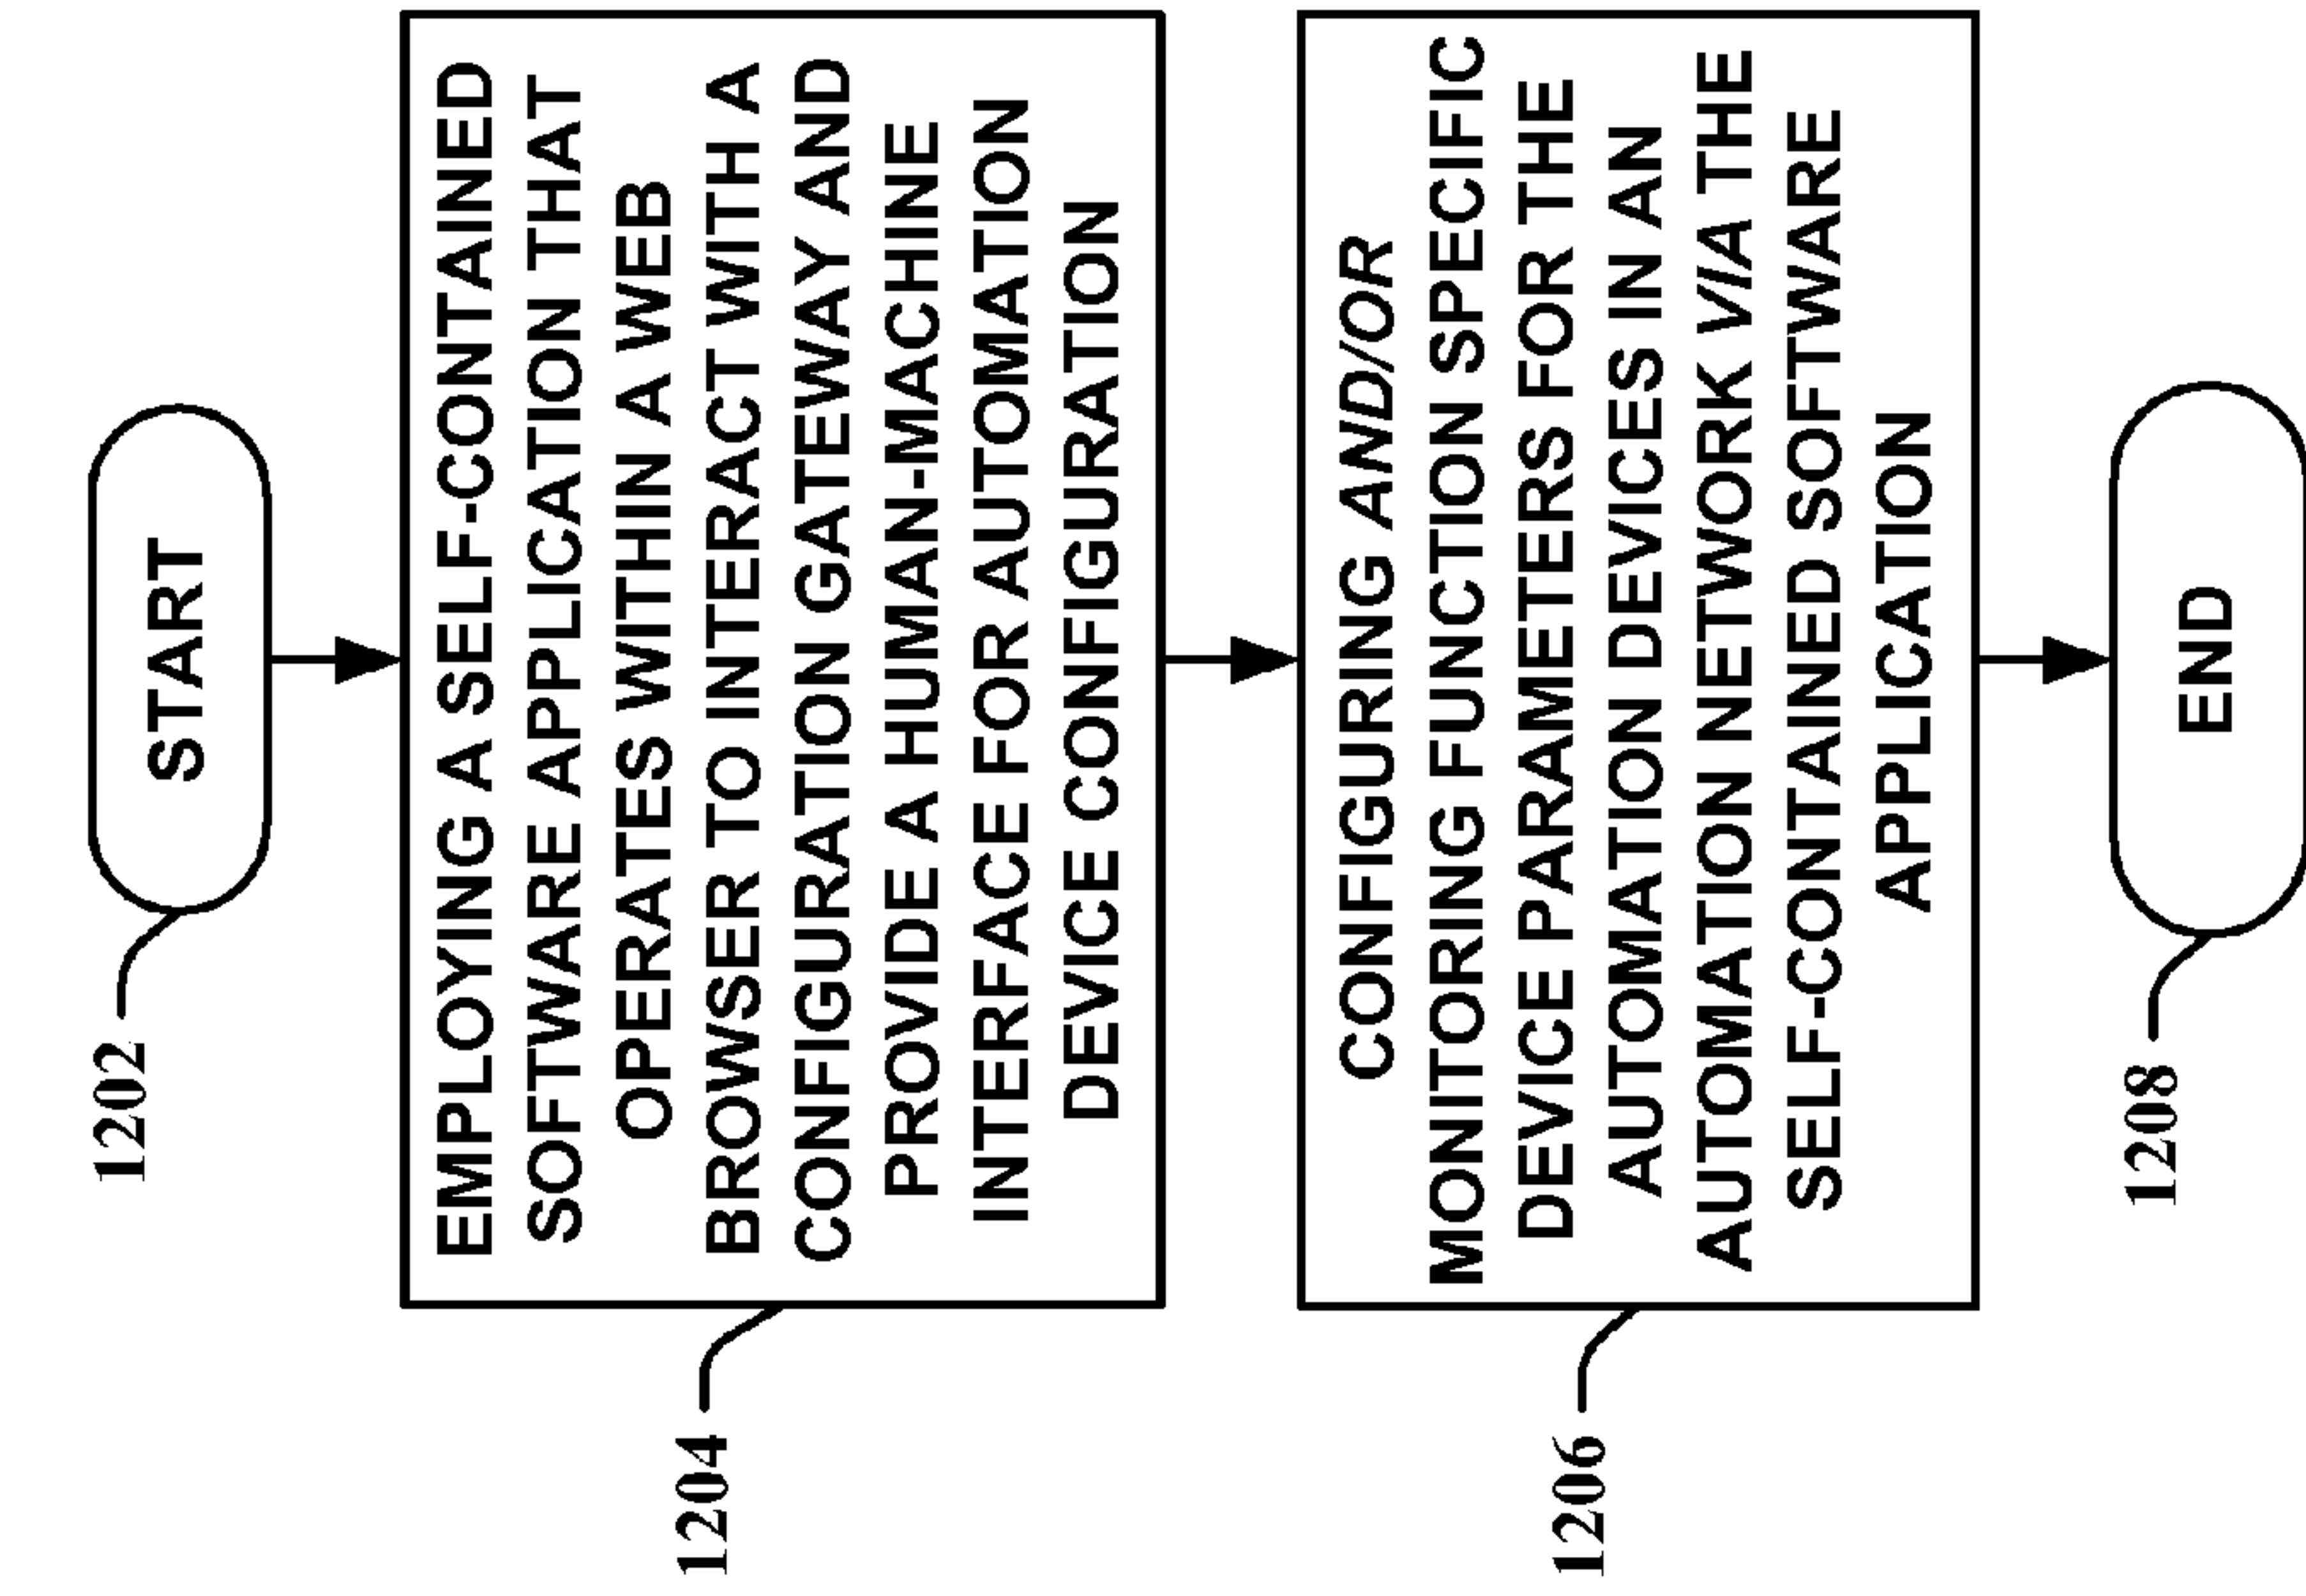 START
1202
EMPLOYING A SELF-CONTAINED
SOFTWARE APPLICATION THAT
OPERATES WITHIN A WEB
BROWSER TO INTERACT WITH A
CONFIGURATION GATEWAY AND
PROVIDE A HUMAN-MACHINE
INTERFACE FOR AUTOMATION
DEVICE CONFIGURATION
1204
CONFIGURING AND/OR
MONITORING FUNCTION SPECIFIC
DEVICE PARAMETERS FOR THE
AUTOMATION DEVICES IN AN
AUTOMATION NETWORK VIA THE
SELF-CONTAINED SOFTWARE
APPLICATION
1206
END
1208